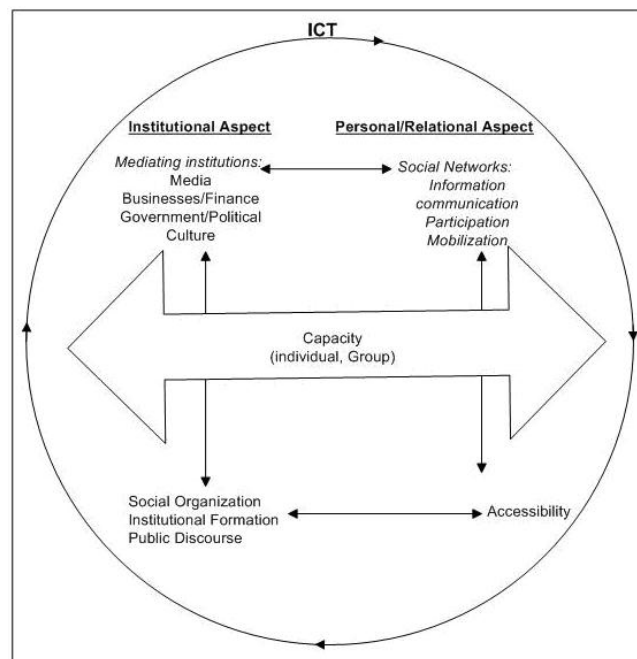 ICT
Institutional Aspect
Personal/Relational Aspect
Mediating institutions:
Media
Businesses/Finance
Government/Political
Culture
Social Networks:
Information
communication
Participation
Mobilization
Capacity
(individual, Group)
Social Organization
Institutional Formation
Public Discourse
Accessibility